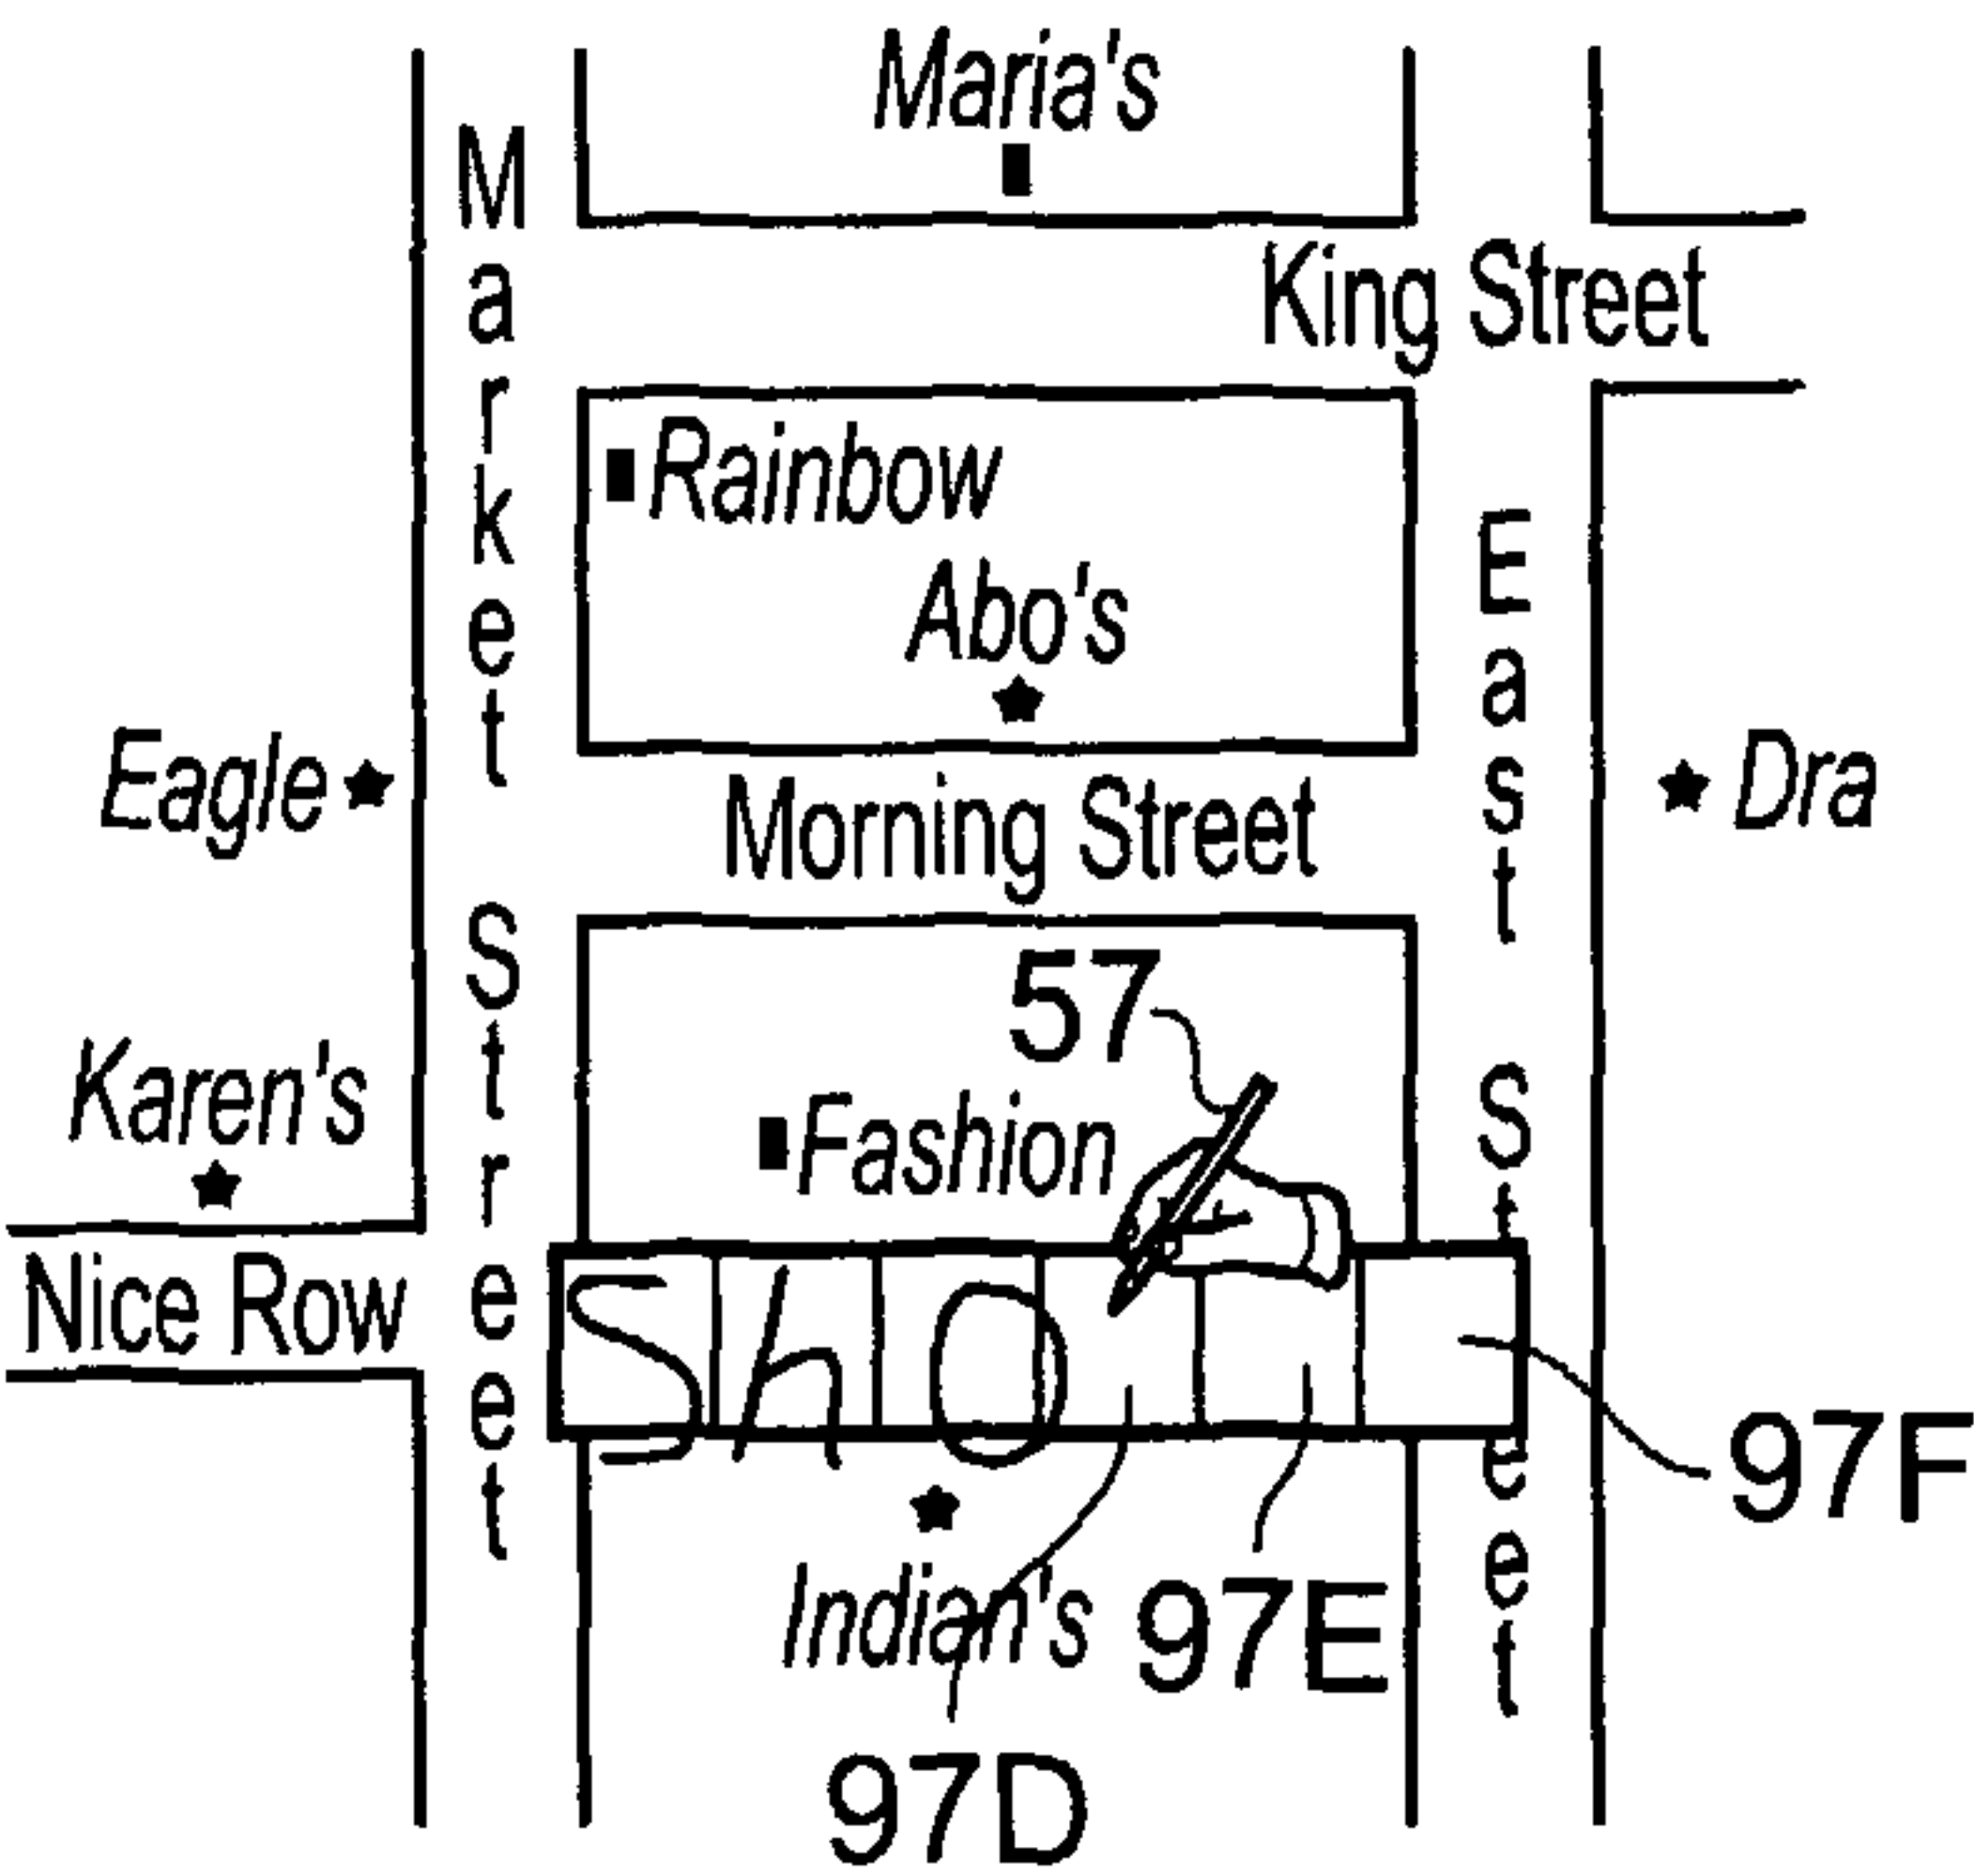 Maria's
Market Street
King Street
Rainbow
Abo's
East Street
Eagle
Dra
Morning Street
57
Karen's
Fashion
Nice Row
Sho
97F
Indian's
97E
97D